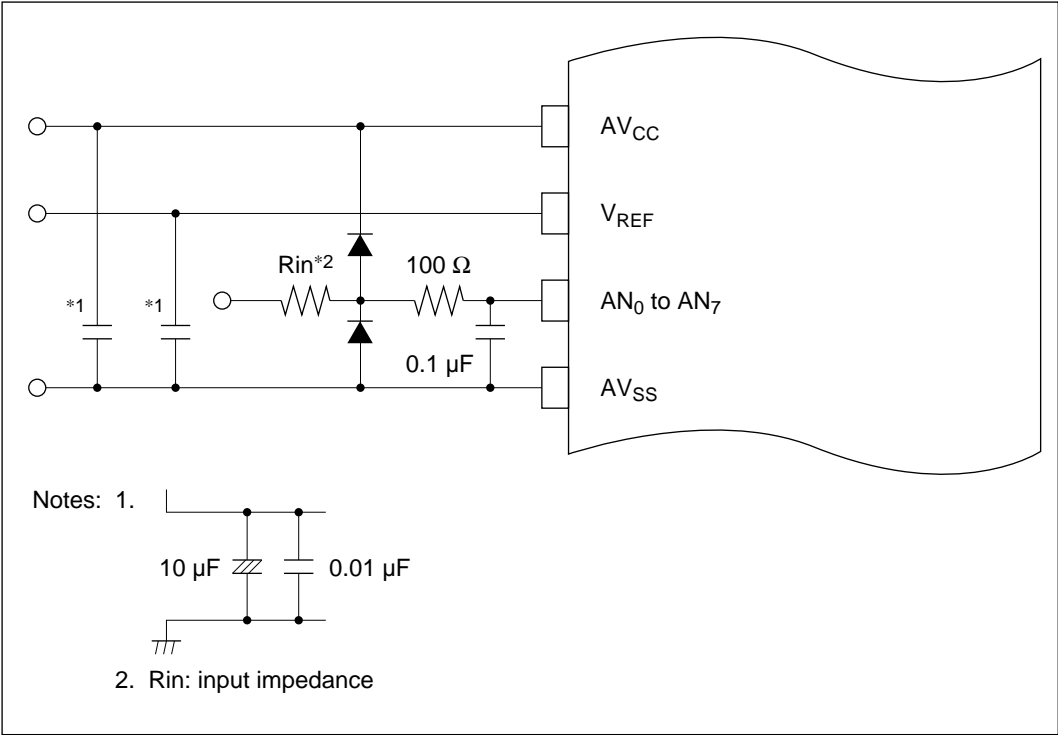 AVCC
VREF
Rin*2
100 Ω
*1
*1
AN0 to AN7
0.1 µF
AVSS
Notes: 1.
10 µF
0.01 µF
2. Rin: input impedance